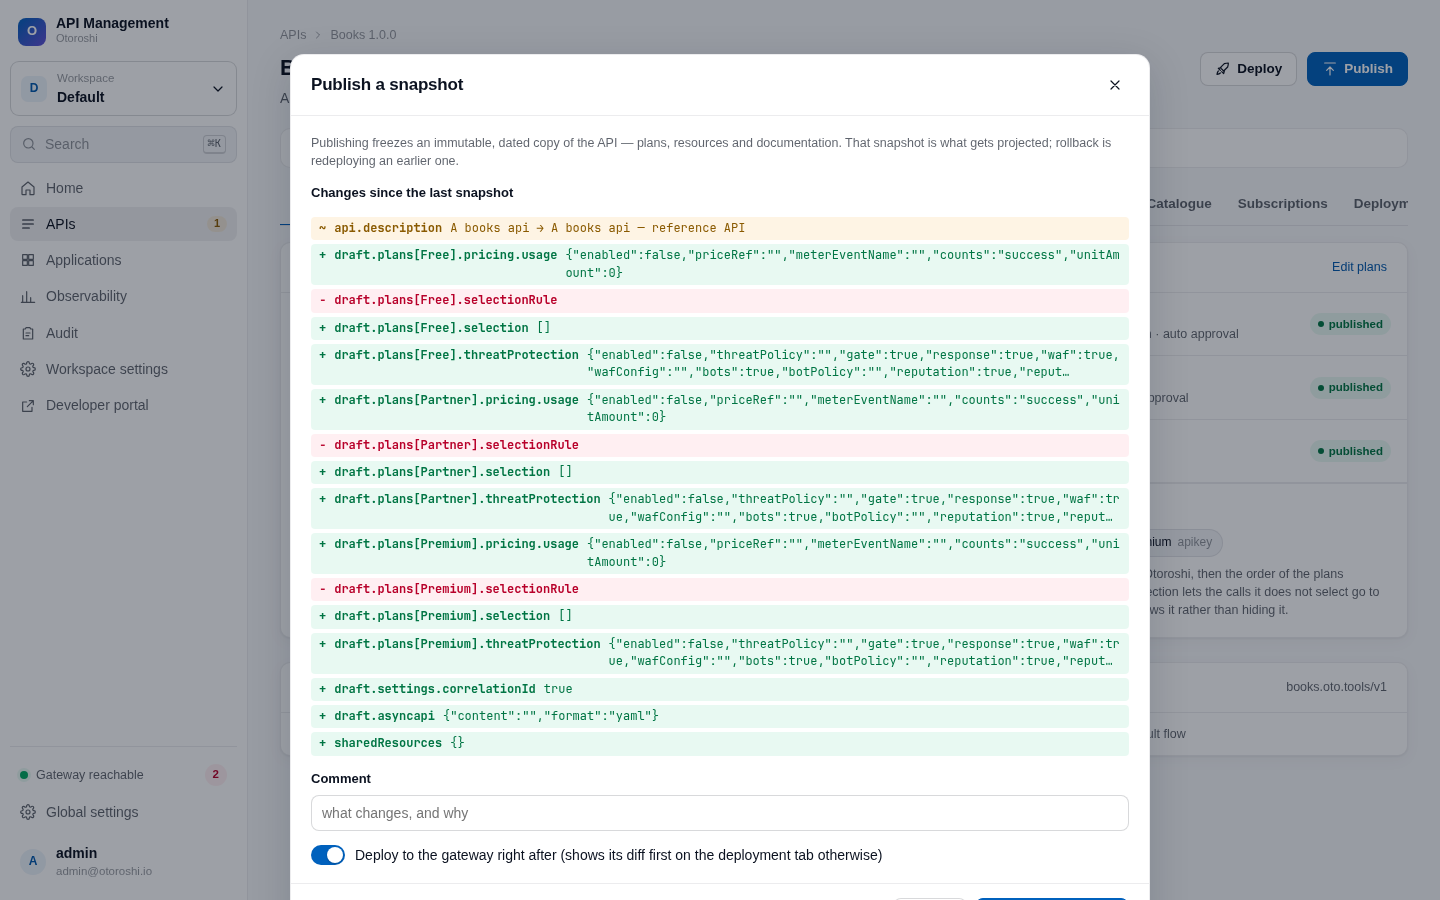 O
API Management
Otoroshi
D
Workspace
Default
Search
⌘K
Home
APIs
1
Applications
Observability
Audit
Workspace settings
Developer portal
Gateway reachable
2
Global settings
A
admin
admin@otoroshi.io
APIs
Books 1.0.0
Deploy
Publish
Catalogue
Subscriptions
Edit plans
· auto approval
published
published
published
apikey
Otoroshi, then the order of the plans
lets the calls it does not select go to
it rather than hiding it.
books.oto.tools/v1
flow
Publish a snapshot
Publishing freezes an immutable, dated copy of the API — plans, resources and documentation. That snapshot is what gets projected; rollback is
redeploying an earlier one.
Changes since the last snapshot
~ api.description A books api → A books api — reference API
+ draft.plans[Free].pricing.usage {"enabled":false,"priceRef":"","meterEventName":"","counts":"success","unitAm
ount":0}
- draft.plans[Free].selectionRule
+ draft.plans[Free].selection []
+ draft.plans[Free].threatProtection {"enabled":false,"threatPolicy":"","gate":true,"response":true,"waf":true,
"wafConfig":"","bots":true,"botPolicy":"","reputation":true,"reput…
+ draft.plans[Partner].pricing.usage {"enabled":false,"priceRef":"","meterEventName":"","counts":"success","uni
tAmount":0}
- draft.plans[Partner].selectionRule
+ draft.plans[Partner].selection []
+ draft.plans[Partner].threatProtection {"enabled":false,"threatPolicy":"","gate":true,"response":true,"waf":tr
ue,"wafConfig":"","bots":true,"botPolicy":"","reputation":true,"reput…
+ draft.plans[Premium].pricing.usage {"enabled":false,"priceRef":"","meterEventName":"","counts":"success","uni
tAmount":0}
- draft.plans[Premium].selectionRule
+ draft.plans[Premium].selection []
+ draft.plans[Premium].threatProtection {"enabled":false,"threatPolicy":"","gate":true,"response":true,"waf":tr
ue,"wafConfig":"","bots":true,"botPolicy":"","reputation":true,"reput…
+ draft.settings.correlationId true
+ draft.asyncapi {"content":"","format":"yaml"}
+ sharedResources {}
Comment
what changes, and why
Deploy to the gateway right after (shows its diff first on the deployment tab otherwise)